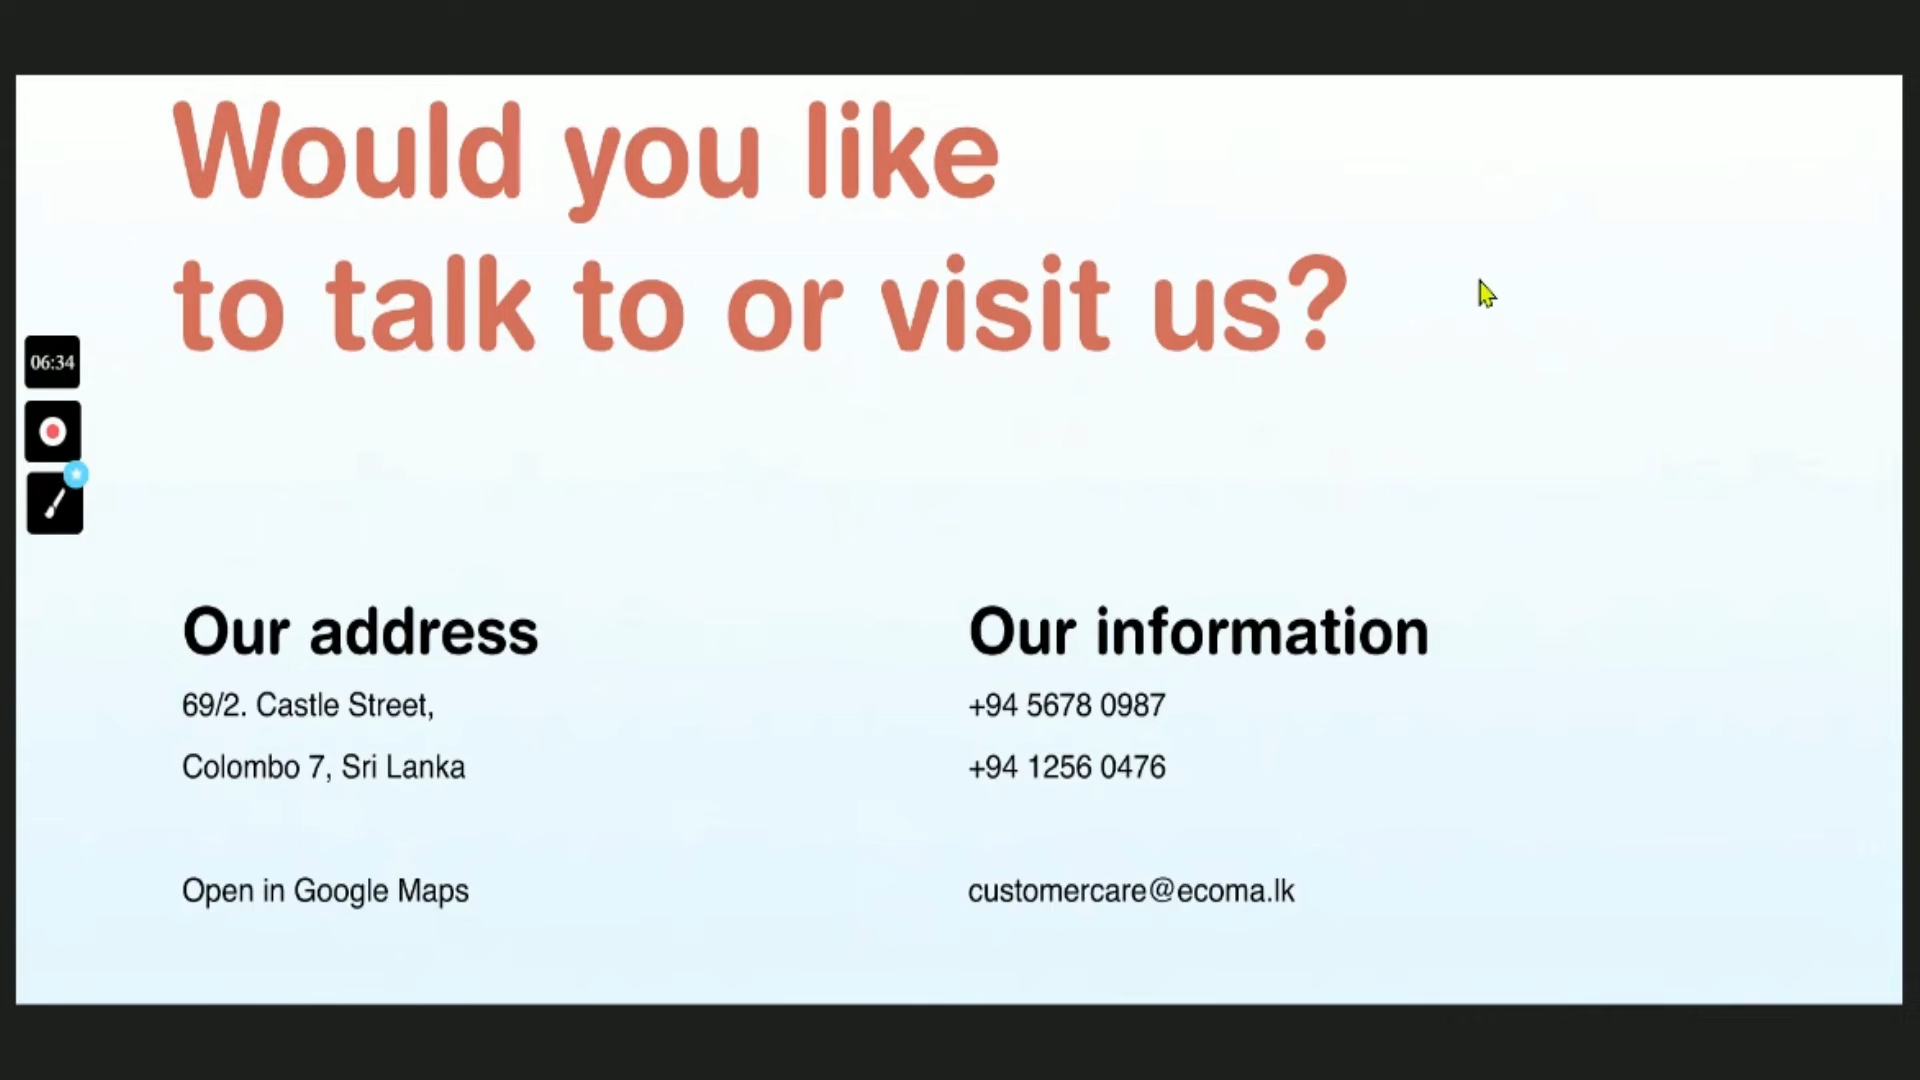 Would you like
to talk to or visit us?
06:34
Our address
69/2. Castle Street,
Colombo 7, Sri Lanka
Open in Google Maps
Our information
+94 5678 0987
+94 1256 0476
customercare@ecoma.lk